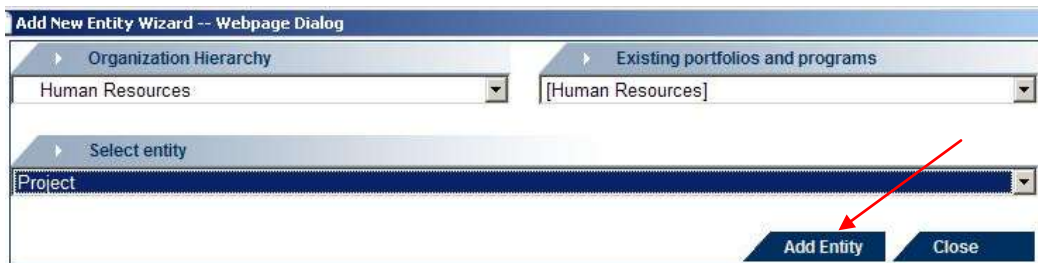 Add New Entity Wizard -- Webpage Dialog
Organization Hierarchy
Existing portfolios and programs
Human Resources
[Human Resources]
Select entity
Project
Add Entity
Close